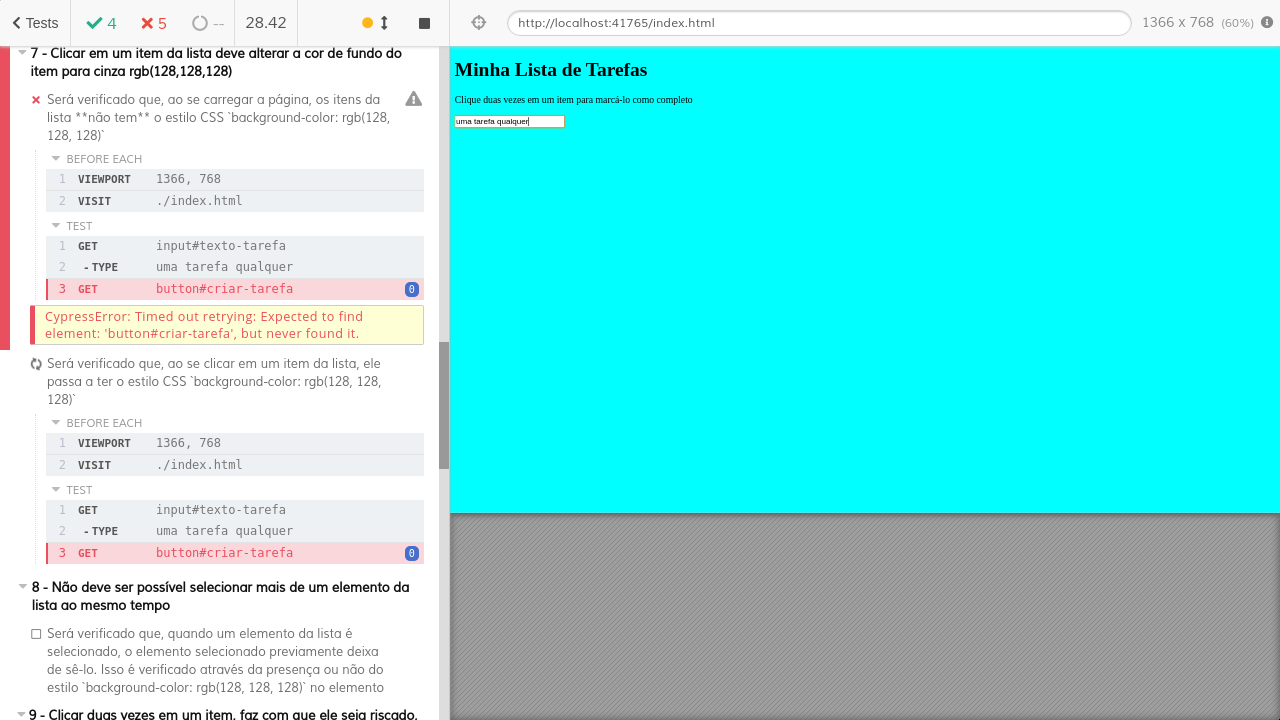 Tests
4
5
--
28.42
http://localhost:41765/index.html
1366 x 768 (60%)
7 - Clicar em um item da lista deve alterar a cor de fundo do
item para cinza rgb(128,128,128)
Será verificado que, ao se carregar a página, os itens da
lista **não tem** o estilo CSS `background-color: rgb(128,
128, 128)`
BEFORE EACH
1 VIEWPORT 1366, 768
2 VISIT ./index.html
TEST
1 GET input#texto-tarefa
2 - TYPE uma tarefa qualquer
3 GET button#criar-tarefa 0
CypressError: Timed out retrying: Expected to find
element: 'button#criar-tarefa', but never found it.
Será verificado que, ao se clicar em um item da lista, ele
passa a ter o estilo CSS `background-color: rgb(128, 128,
128)`
BEFORE EACH
1 VIEWPORT 1366, 768
2 VISIT ./index.html
TEST
1 GET input#texto-tarefa
2 - TYPE uma tarefa qualquer
3 GET button#criar-tarefa 0
8 - Não deve ser possível selecionar mais de um elemento da
lista ao mesmo tempo
Será verificado que, quando um elemento da lista é
selecionado, o elemento selecionado previamente deixa
de sê-lo. Isso é verificado através da presença ou não do
estilo `background-color: rgb(128, 128, 128)` no elemento
9 - Clicar duas vezes em um item, faz com que ele seja riscado,
Minha Lista de Tarefas
Clique duas vezes em um item para marcá-lo como completo
uma tarefa qualquer